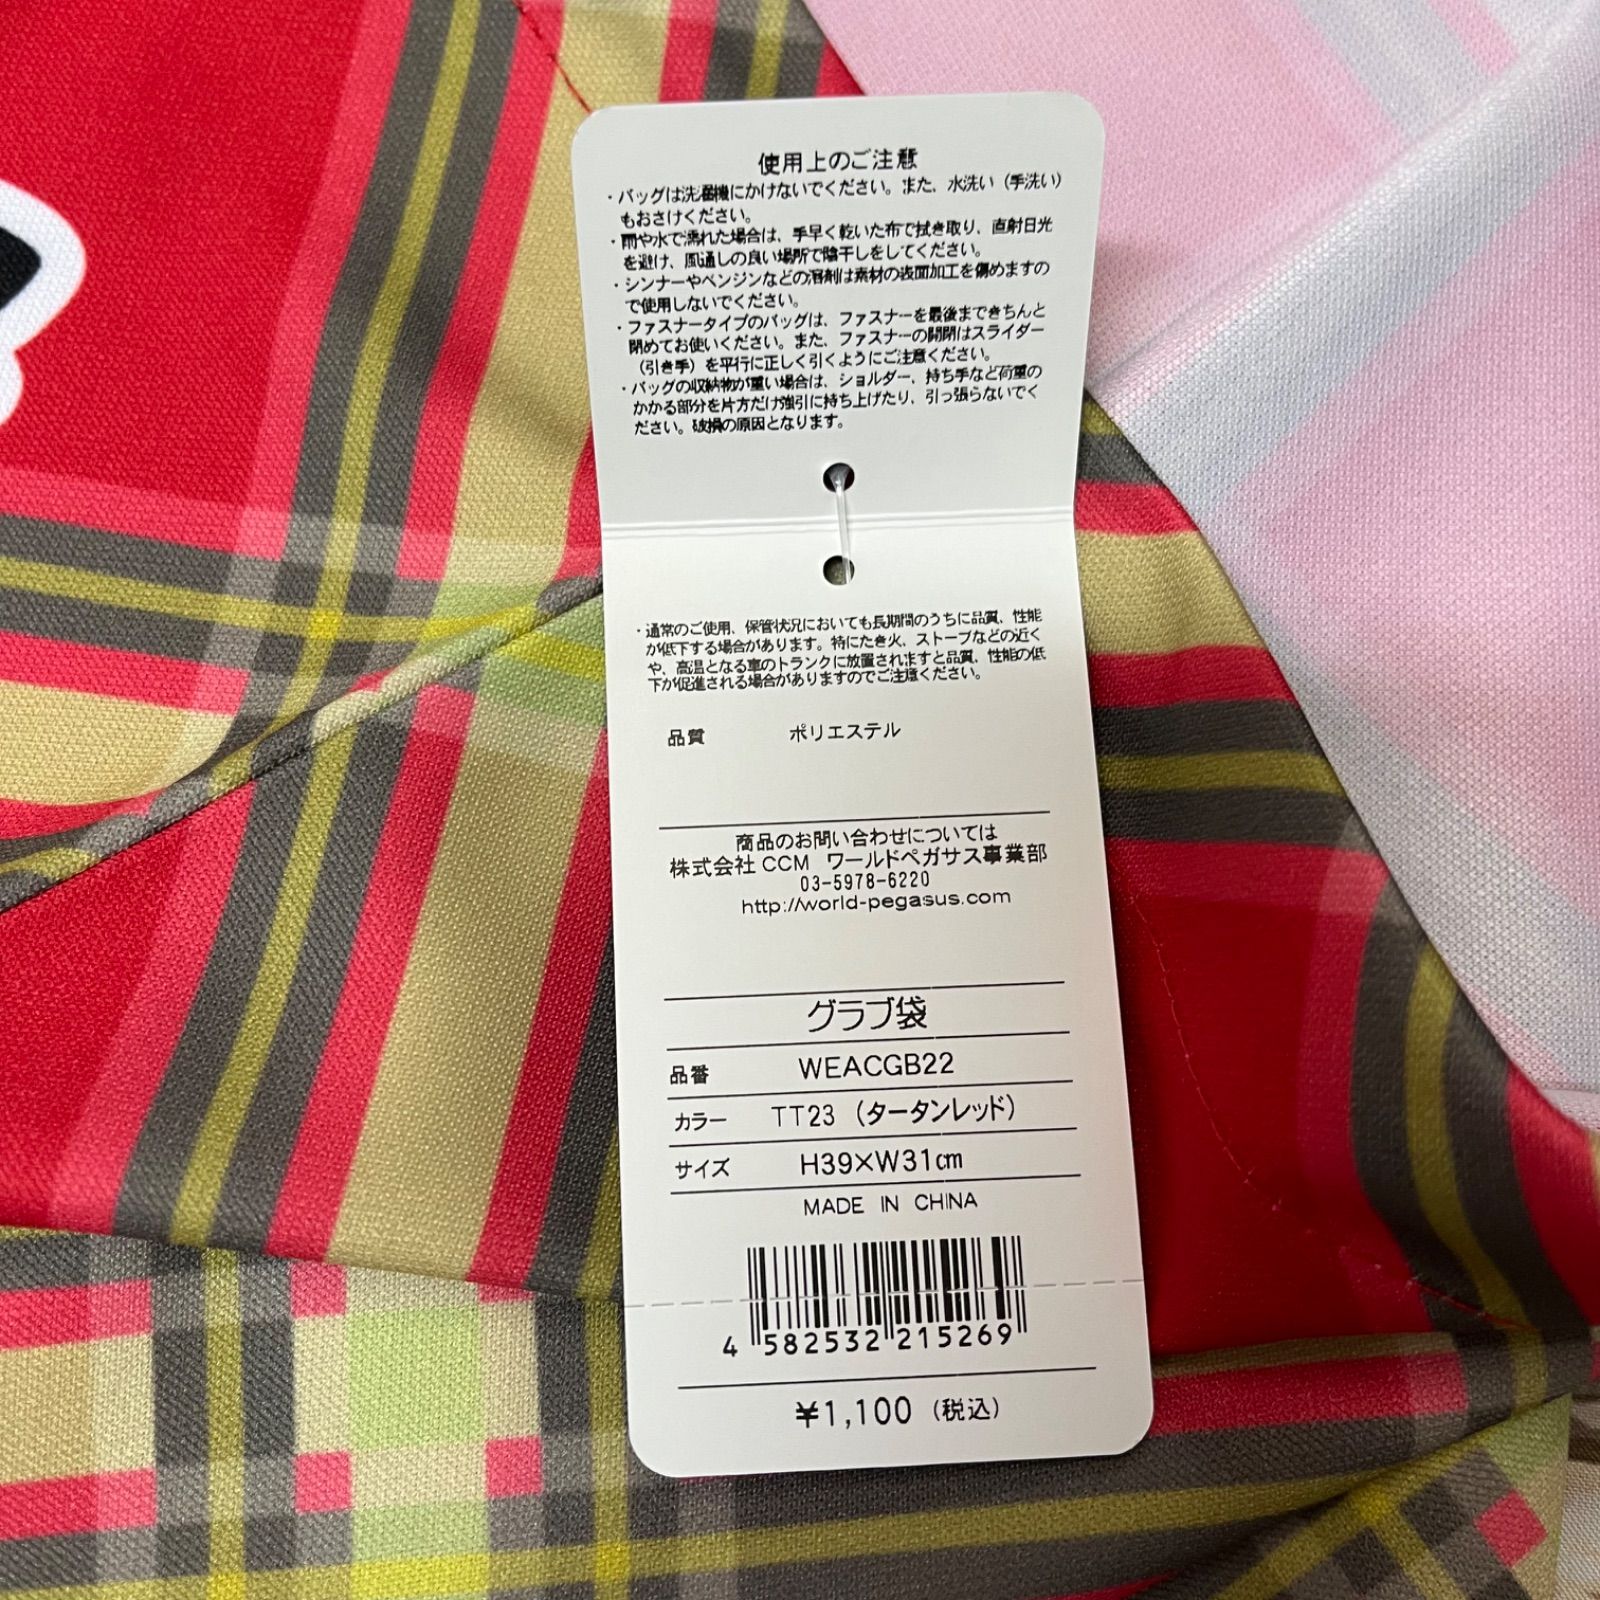 使用上のご注意
・バッグは洗濯機にかけないでください。また、水洗い（手洗い）
もおさけください。
・雨や水で濡れた場合は、手早く乾いた布で拭き取り、直射日光
を避け、風通しの良い場所で陰干しをしてください。
・シンナーやベンジンなどの溶剤は素材の表面加工を傷めますの
で使用しないでください。
・ファスナータイプのバッグは、ファスナーを最後まできちんと
閉めてお使いください。また、ファスナーの開閉はスライダー
（引き手）を平行に正しく引くようにご注意ください。
・バッグの収納物が重い場合は、ショルダー、持ち手など荷重の
かかる部分を片方だけ強引に持ち上げたり、引っ張らないでく
ださい。破損の原因となります。
・通常のご使用、保管状況においても長期間のうちに品質、性能
が低下する場合があります。特にたき火、ストーブなどの近く
や、高温となる車のトランクに放置されますと品質、性能の低
下が促進される場合がありますのでご注意ください。
品質 ポリエステル
商品のお問い合わせについては
株式会社 CCM ワールドペガサス事業部
03-5978-6220
http://world-pegasus.com
グラブ袋
品番 WEACGB22
カラー TT23（タータンレッド）
サイズ H39×W31㎝
MADE IN CHINA
4 582532 215269
¥1,100（税込）